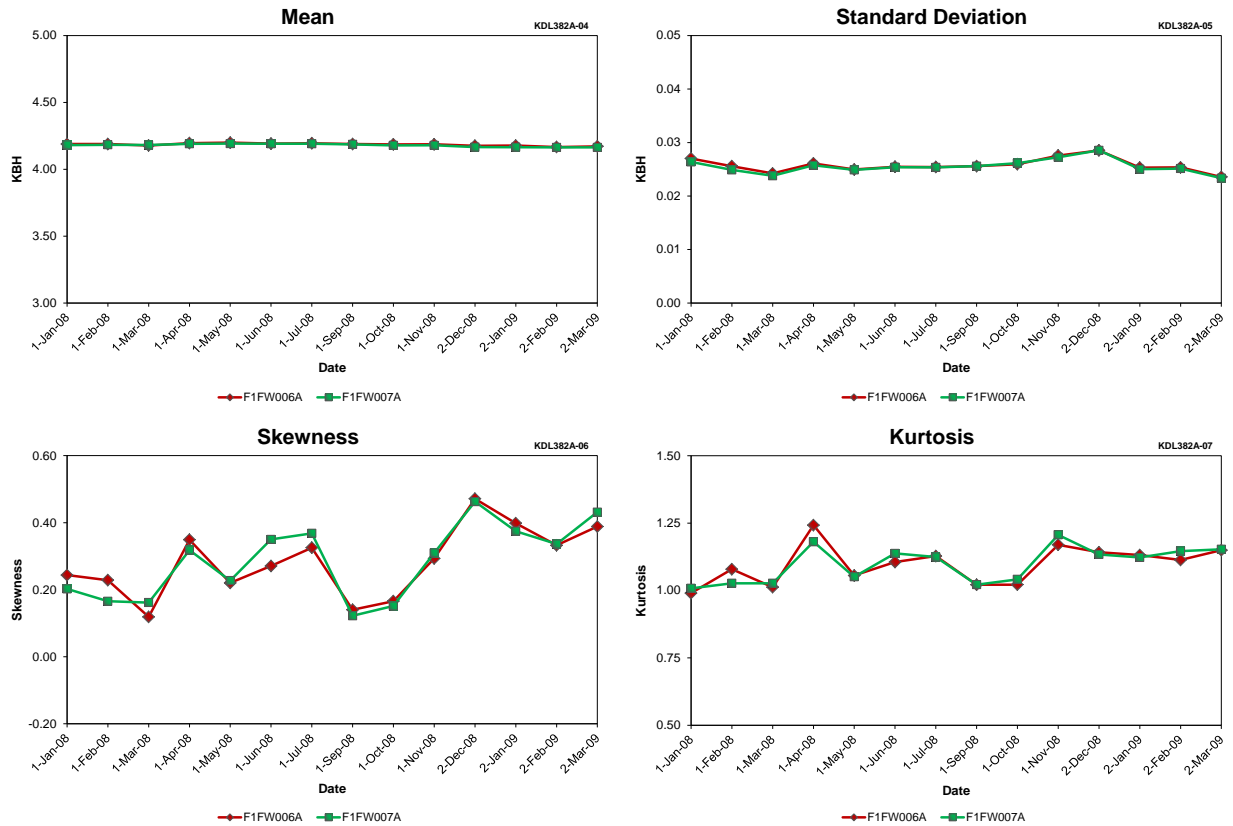 Mean
KDL382A-04
5.00
4.50
4.00
3.50
3.00
KBH
1-Jan-08
1-Feb-08
1-Mar-08
1-Apr-08
1-May-08
1-Jun-08
1-Jul-08
1-Sep-08
1-Oct-08
1-Nov-08
2-Dec-08
2-Jan-09
2-Feb-09
2-Mar-09
Date
F1FW006A F1FW007A
Standard Deviation
KDL382A-05
0.05
0.04
0.03
0.02
0.01
0.00
KBH
1-Jan-08
1-Feb-08
1-Mar-08
1-Apr-08
1-May-08
1-Jun-08
1-Jul-08
1-Sep-08
1-Oct-08
1-Nov-08
2-Dec-08
2-Jan-09
2-Feb-09
2-Mar-09
Date
F1FW006A F1FW007A
Skewness
KDL382A-06
0.60
0.40
0.20
0.00
-0.20
Skewness
1-Jan-08
1-Feb-08
1-Mar-08
1-Apr-08
1-May-08
1-Jun-08
1-Jul-08
1-Sep-08
1-Oct-08
1-Nov-08
2-Dec-08
2-Jan-09
2-Feb-09
2-Mar-09
Date
F1FW006A F1FW007A
Kurtosis
KDL382A-07
1.50
1.25
1.00
0.75
0.50
Kurtosis
1-Jan-08
1-Feb-08
1-Mar-08
1-Apr-08
1-May-08
1-Jun-08
1-Jul-08
1-Sep-08
1-Oct-08
1-Nov-08
2-Dec-08
2-Jan-09
2-Feb-09
2-Mar-09
Date
F1FW006A F1FW007A